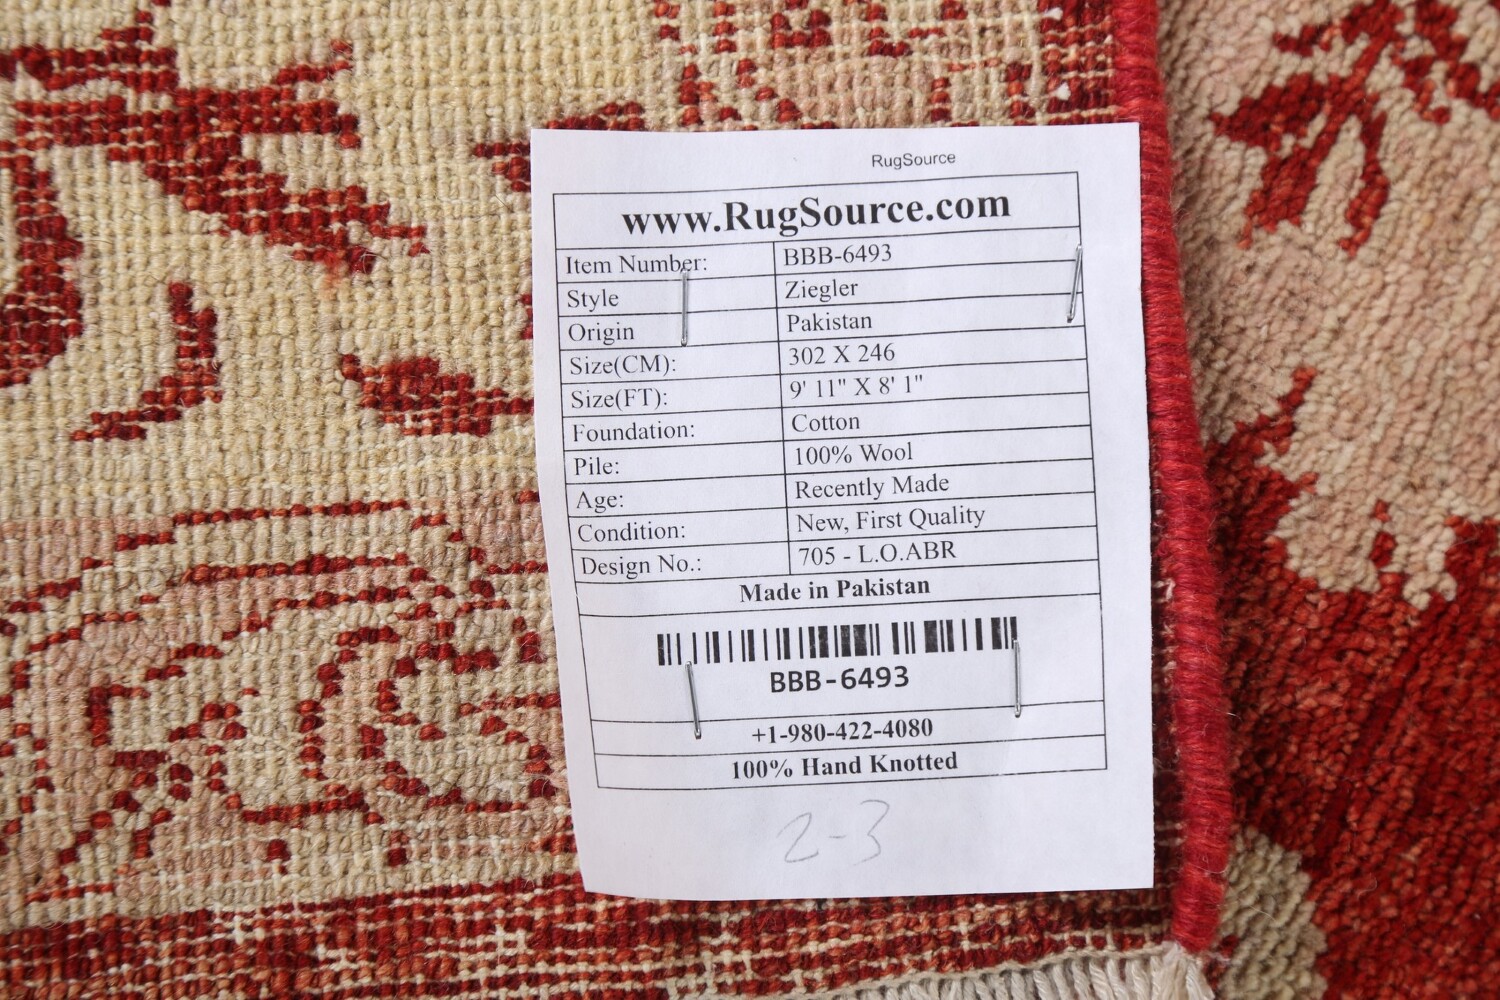 RugSource
www.RugSource.com
Item Number: BBB-6493
Style Ziegler
Origin Pakistan
Size(CM): 302 X 246
Size(FT): 9' 11" X 8' 1"
Foundation: Cotton
Pile: 100% Wool
Age: Recently Made
Condition: New, First Quality
Design No.: 705 - L.O.ABR
Made in Pakistan
BBB-6493
+1-980-422-4080
100% Hand Knotted
2-3